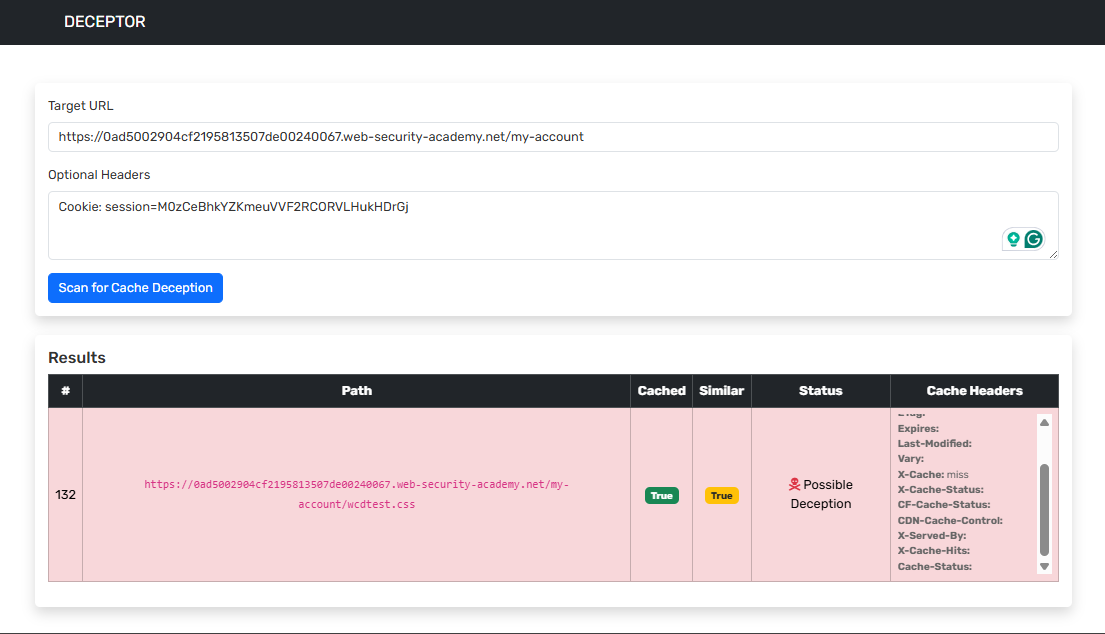 DECEPTOR
Target URL
https://0ad5002904cf2195813507de00240067.web-security-academy.net/my-account
Optional Headers
Cookie: session=M0zCeBhkYZKmeuVVF2RCORVLHukHDrGj
Scan for Cache Deception
Results
# Path Cached Similar Status Cache Headers
132
https://0ad5002904cf2195813507de00240067.web-security-academy.net/my-
account/wcdtest.css
True
True
Possible
Deception
Expires:
Last-Modified:
Vary:
X-Cache: miss
X-Cache-Status:
CF-Cache-Status:
CDN-Cache-Control:
X-Served-By:
X-Cache-Hits:
Cache-Status: